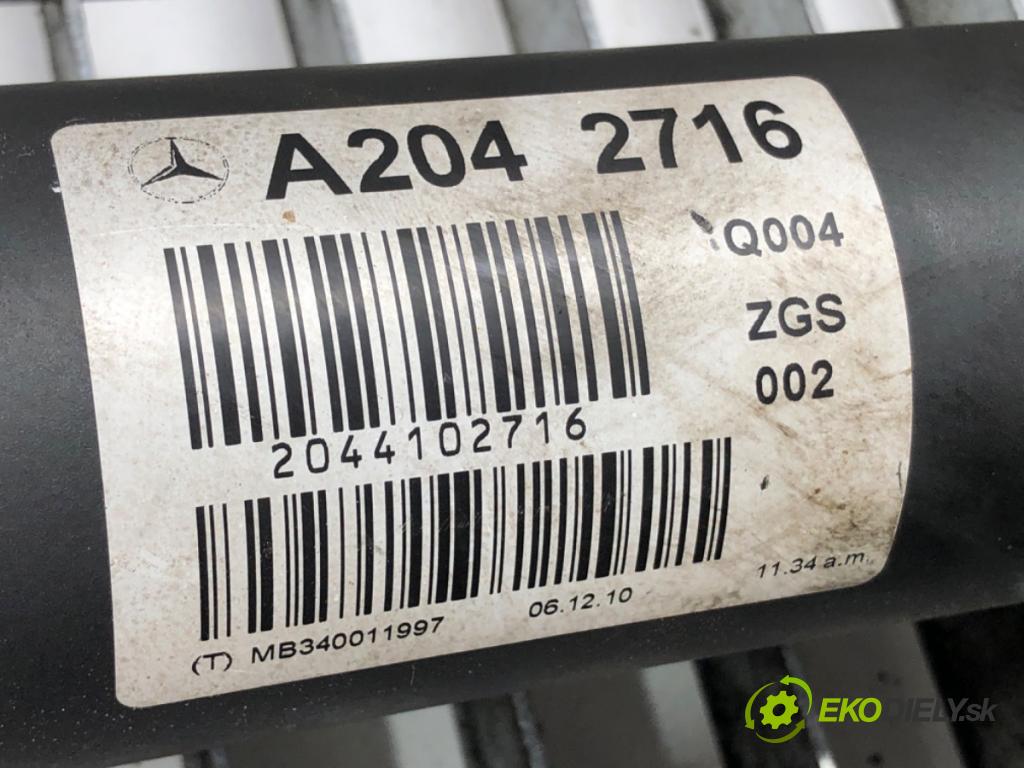 A204 2716
Q004
ZGS
002
2044102716
11.34 a.m.
06.12.10
(T) MB340011997
EKODIELY.sk